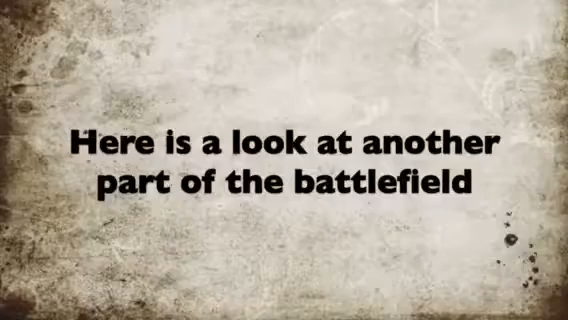 Here is a look at another
part of the battlefield